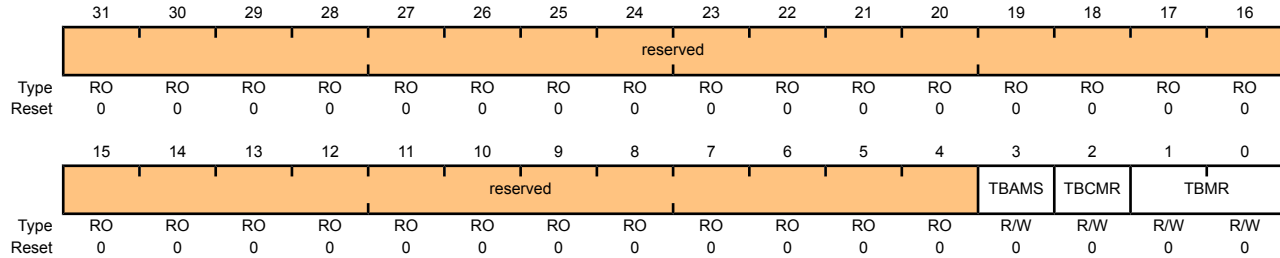 31 30 29 28 27 26 25 24 23 22 21 20 19 18 17 16
reserved
Type RO RO RO RO RO RO RO RO RO RO RO RO RO RO RO RO
Reset 0 0 0 0 0 0 0 0 0 0 0 0 0 0 0 0
15 14 13 12 11 10 9 8 7 6 5 4 3 2 1 0
reserved TBAMS TBCMR TBMR
Type RO RO RO RO RO RO RO RO RO RO RO RO R/W R/W R/W R/W
Reset 0 0 0 0 0 0 0 0 0 0 0 0 0 0 0 0